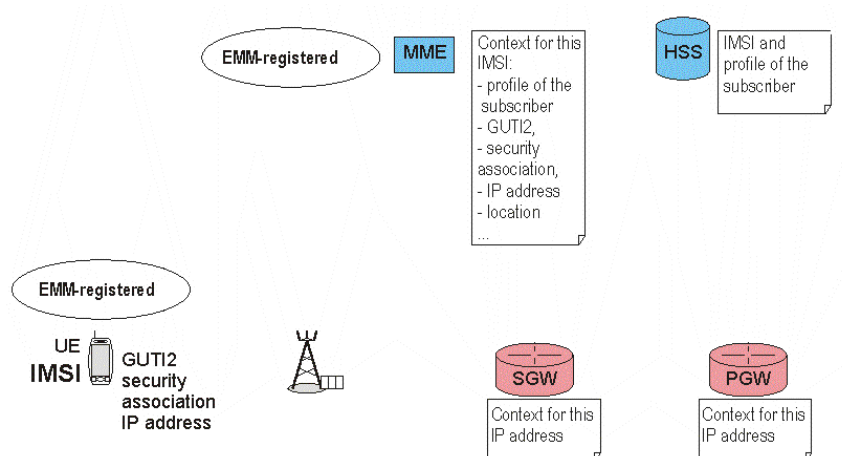 EMM-registered
MME
Context for this
IMSI:
- profile of the
subscriber
- GUTI2,
- security
association,
- IP address
- location
...
HSS
IMSI and
profile of the
subscriber
EMM-registered
UE
IMSI
GUTI2
security
association
IP address
SGW
Context for this
IP address
PGW
Context for this
IP address